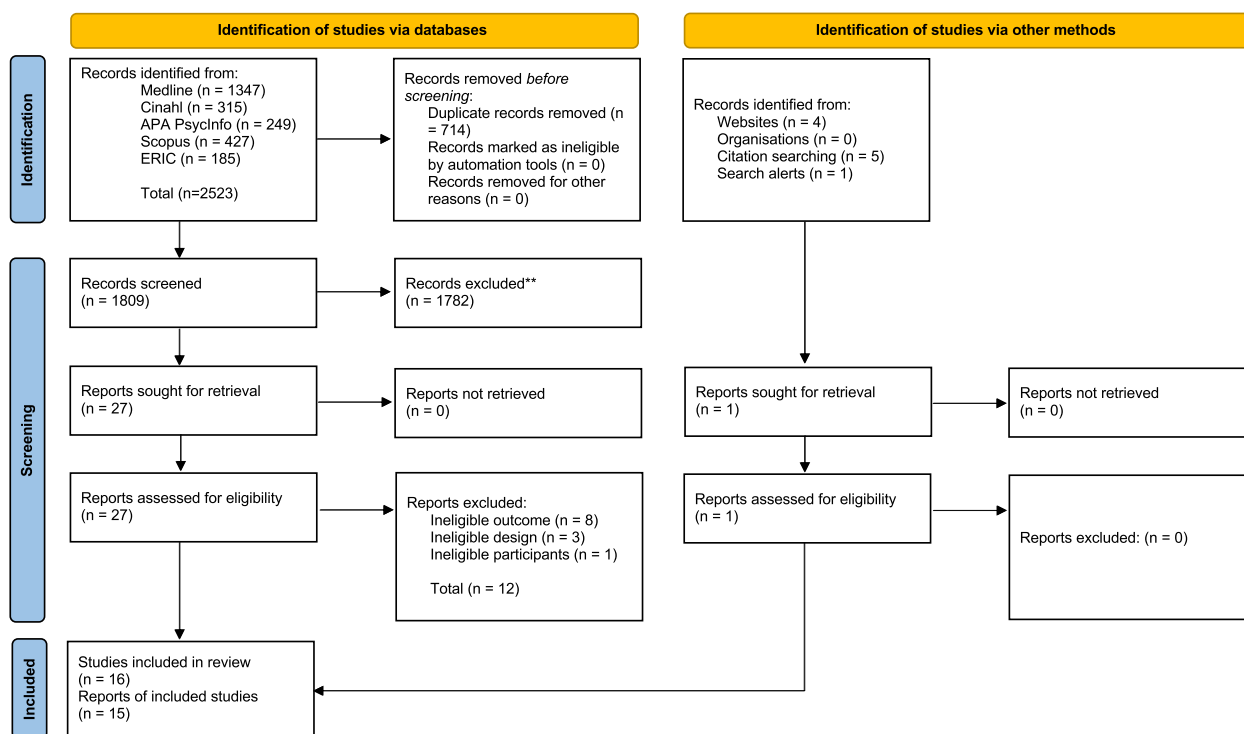 Identification of studies via databases
Identification of studies via other methods
Identification
Records identified from:
Medline (n = 1347)
Cinahl (n = 315)
APA PsycInfo (n = 249)
Scopus (n = 427)
ERIC (n = 185)
Total (n=2523)
Records removed before
screening:
Duplicate records removed (n
= 714)
Records marked as ineligible
by automation tools (n = 0)
Records removed for other
reasons (n = 0)
Records identified from:
Websites (n = 4)
Organisations (n = 0)
Citation searching (n = 5)
Search alerts (n = 1)
Screening
Records screened
(n = 1809)
Records excluded**
(n = 1782)
Reports sought for retrieval
(n = 27)
Reports not retrieved
(n = 0)
Reports sought for retrieval
(n = 1)
Reports not retrieved
(n = 0)
Reports assessed for eligibility
(n = 27)
Reports excluded:
Ineligible outcome (n = 8)
Ineligible design (n = 3)
Ineligible participants (n = 1)
Total (n = 12)
Reports assessed for eligibility
(n = 1)
Reports excluded: (n = 0)
Included
Studies included in review
(n = 16)
Reports of included studies
(n = 15)